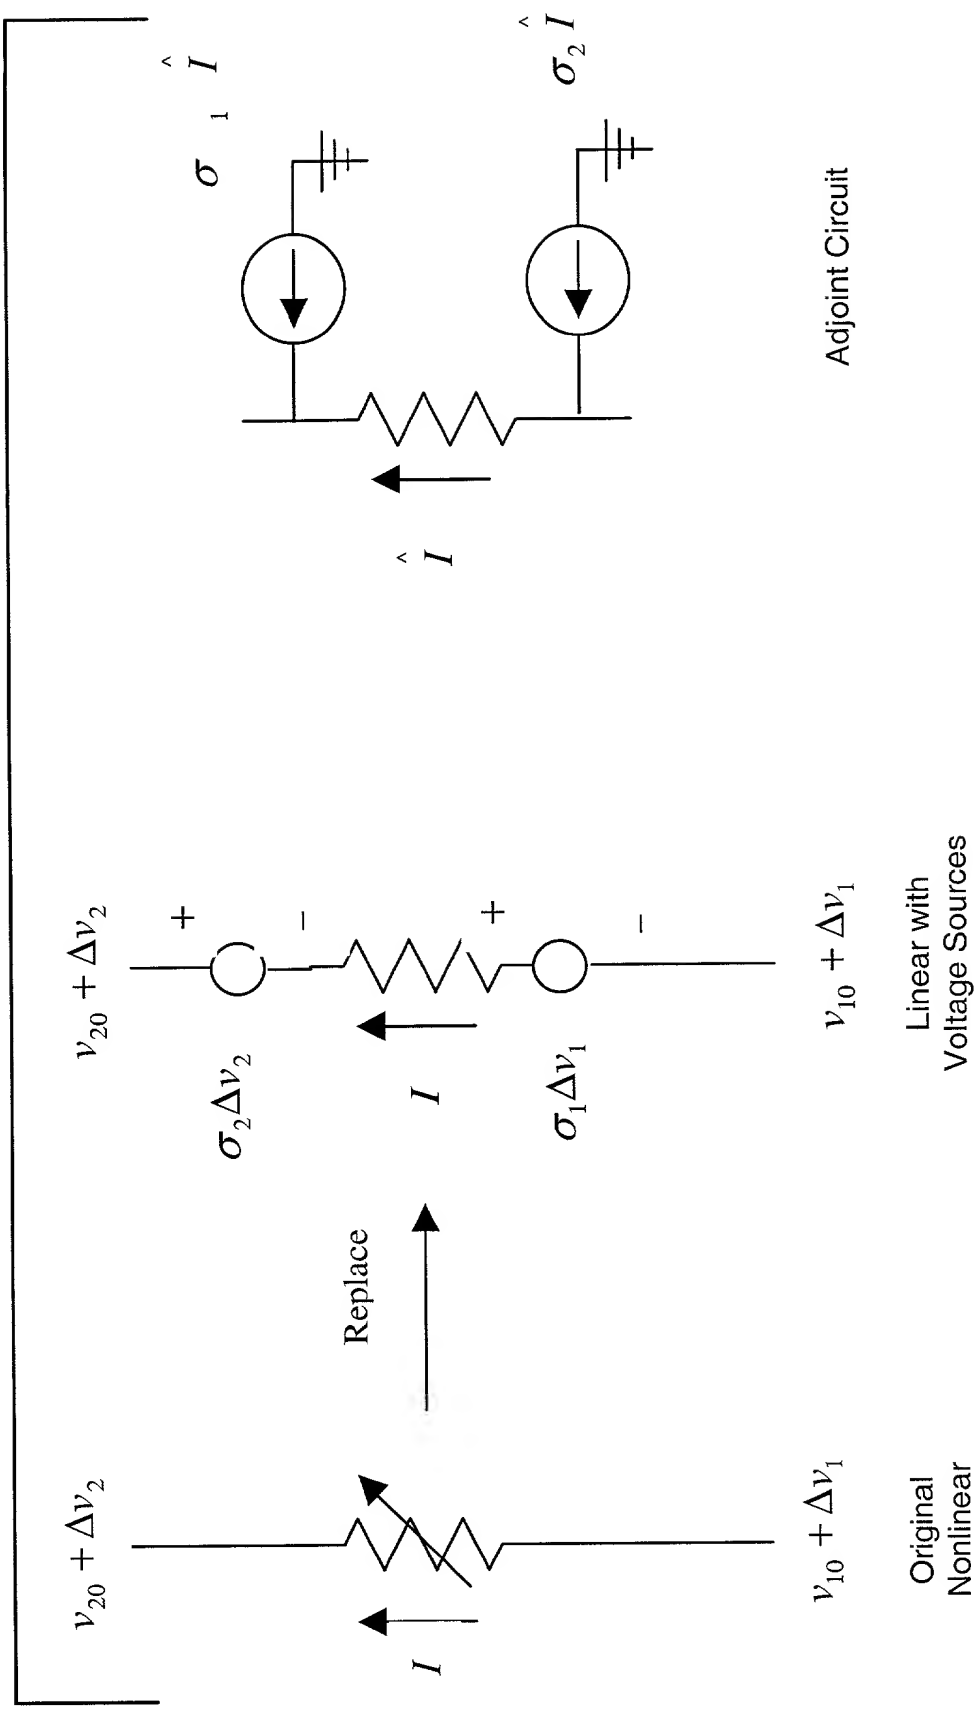 v₂₀ + Δv₂
I
v₁₀ + Δv₁
Original
Nonlinear
Replace
v₂₀ + Δv₂
+
σ₂Δv₂
−
I
+
σ₁Δv₁
−
v₁₀ + Δv₁
Linear with
Voltage Sources
Î
σ₁ Î
σ₂ Î
Adjoint Circuit